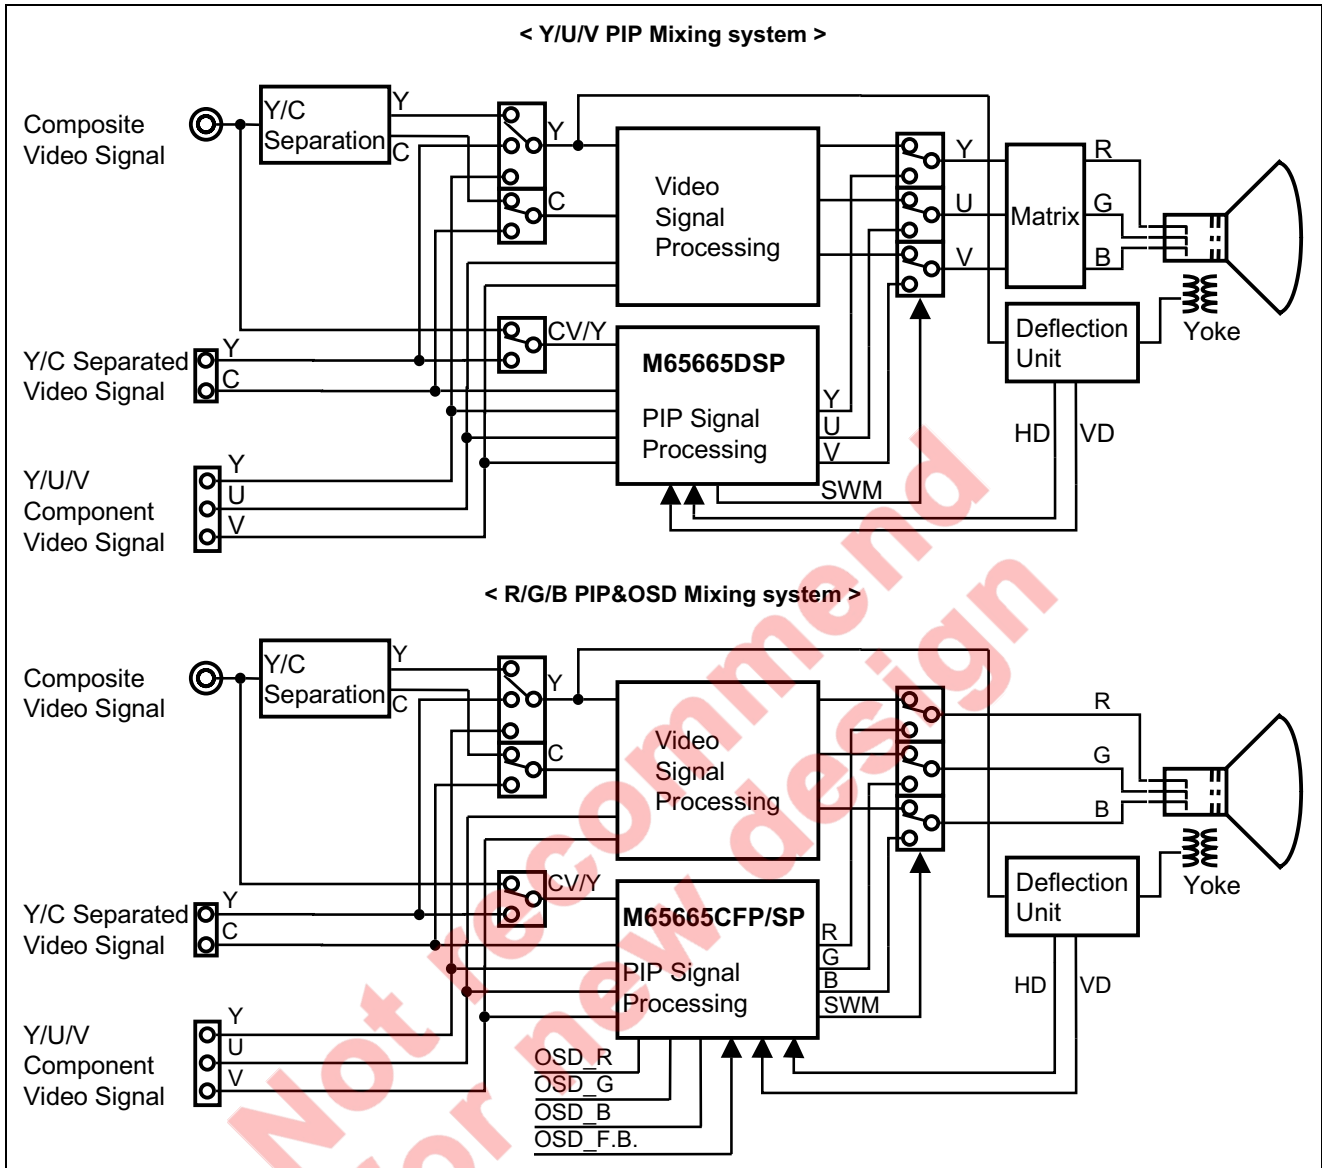 < Y/U/V PIP Mixing system >
Composite
Video Signal
Y/C
Separation
Y
C
Y
C
Video
Signal
Processing
Y
U
V
Matrix
R
G
B
Yoke
Deflection
Unit
HD
VD
Y/C Separated
Video Signal
Y
C
CV/Y
M65665DSP
PIP Signal
Processing
Y
U
V
SWM
Y/U/V
Component
Video Signal
Y
U
V
< R/G/B PIP&OSD Mixing system >
Composite
Video Signal
Y/C
Separation
Y
C
Y
C
Video
Signal
Processing
R
G
B
Yoke
Deflection
Unit
HD
VD
Y/C Separated
Video Signal
Y
C
CV/Y
M65665CFP/SP
PIP Signal
Processing
R
G
B
SWM
Y/U/V
Component
Video Signal
Y
U
V
OSD_R
OSD_G
OSD_B
OSD_F.B.
Not recommend
for new design